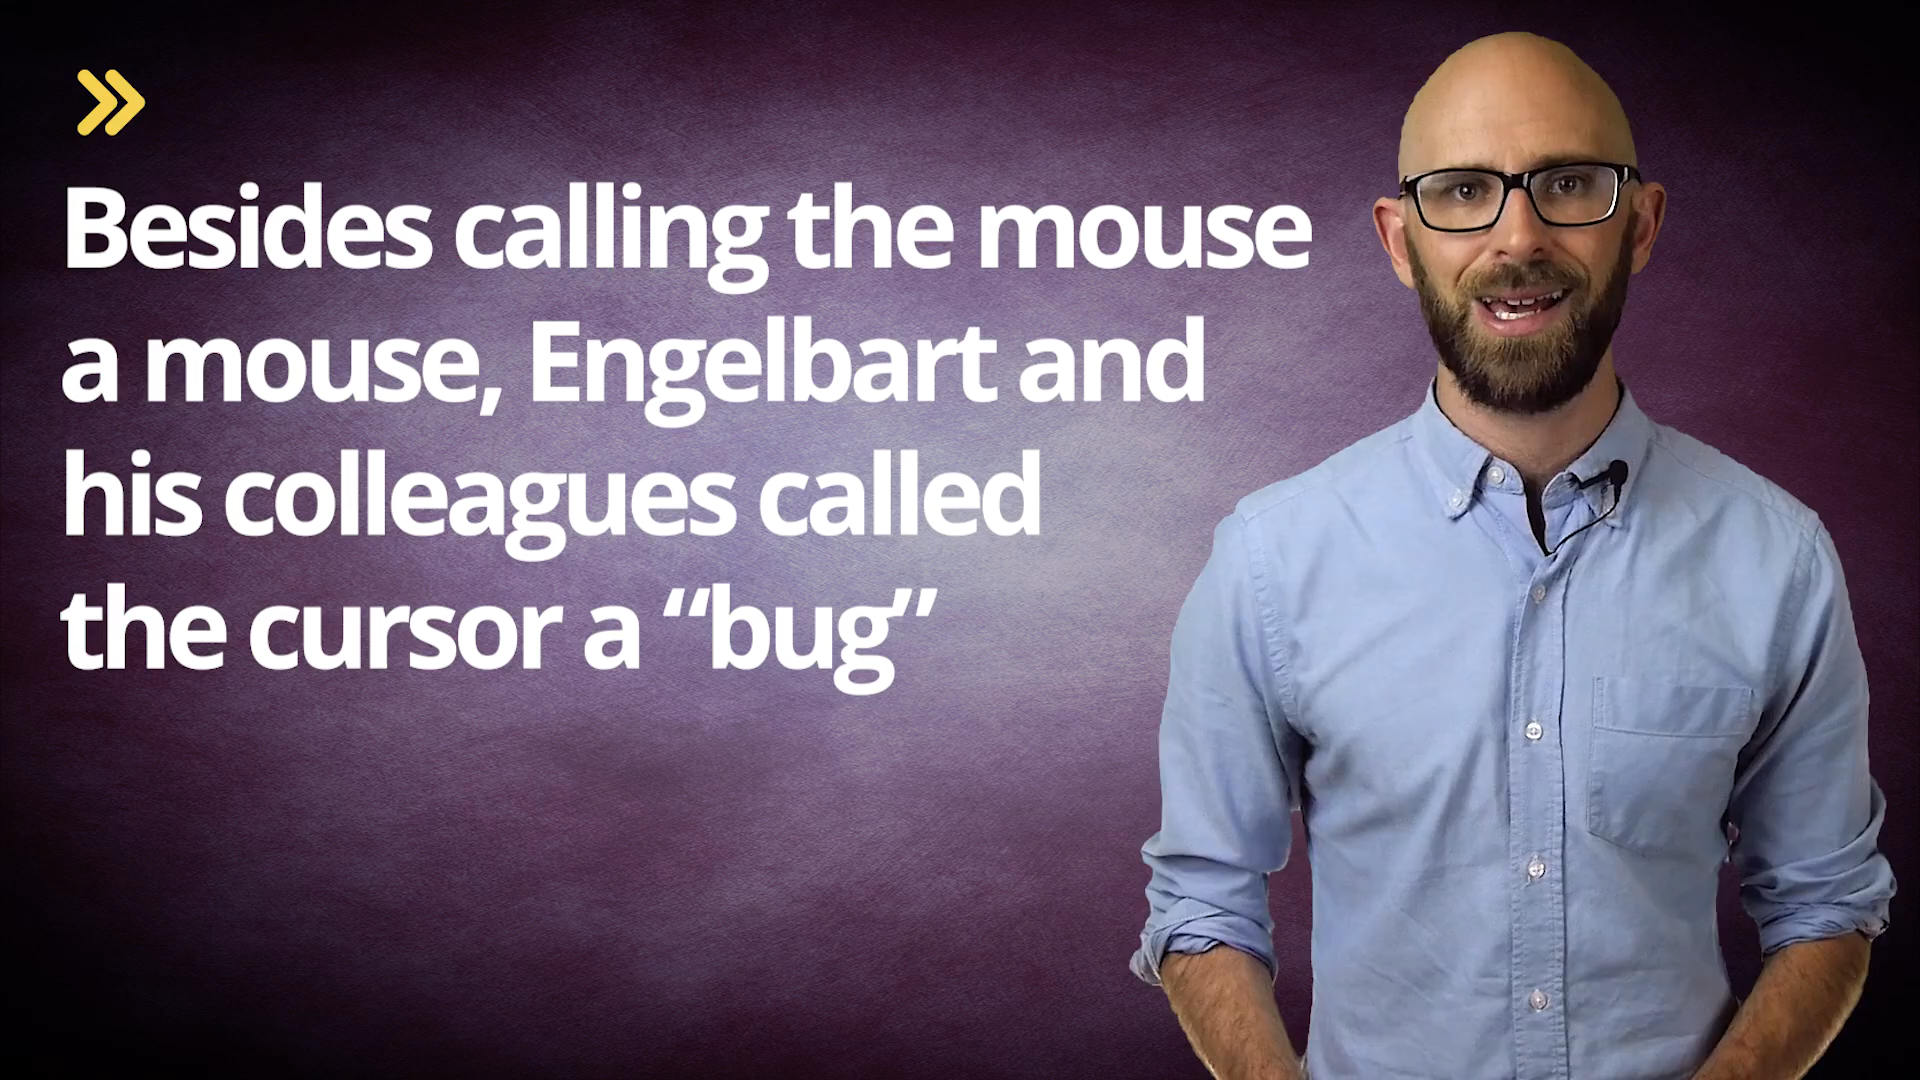 Besides calling the mouse
a mouse, Engelbart and
his colleagues called
the cursor a “bug”